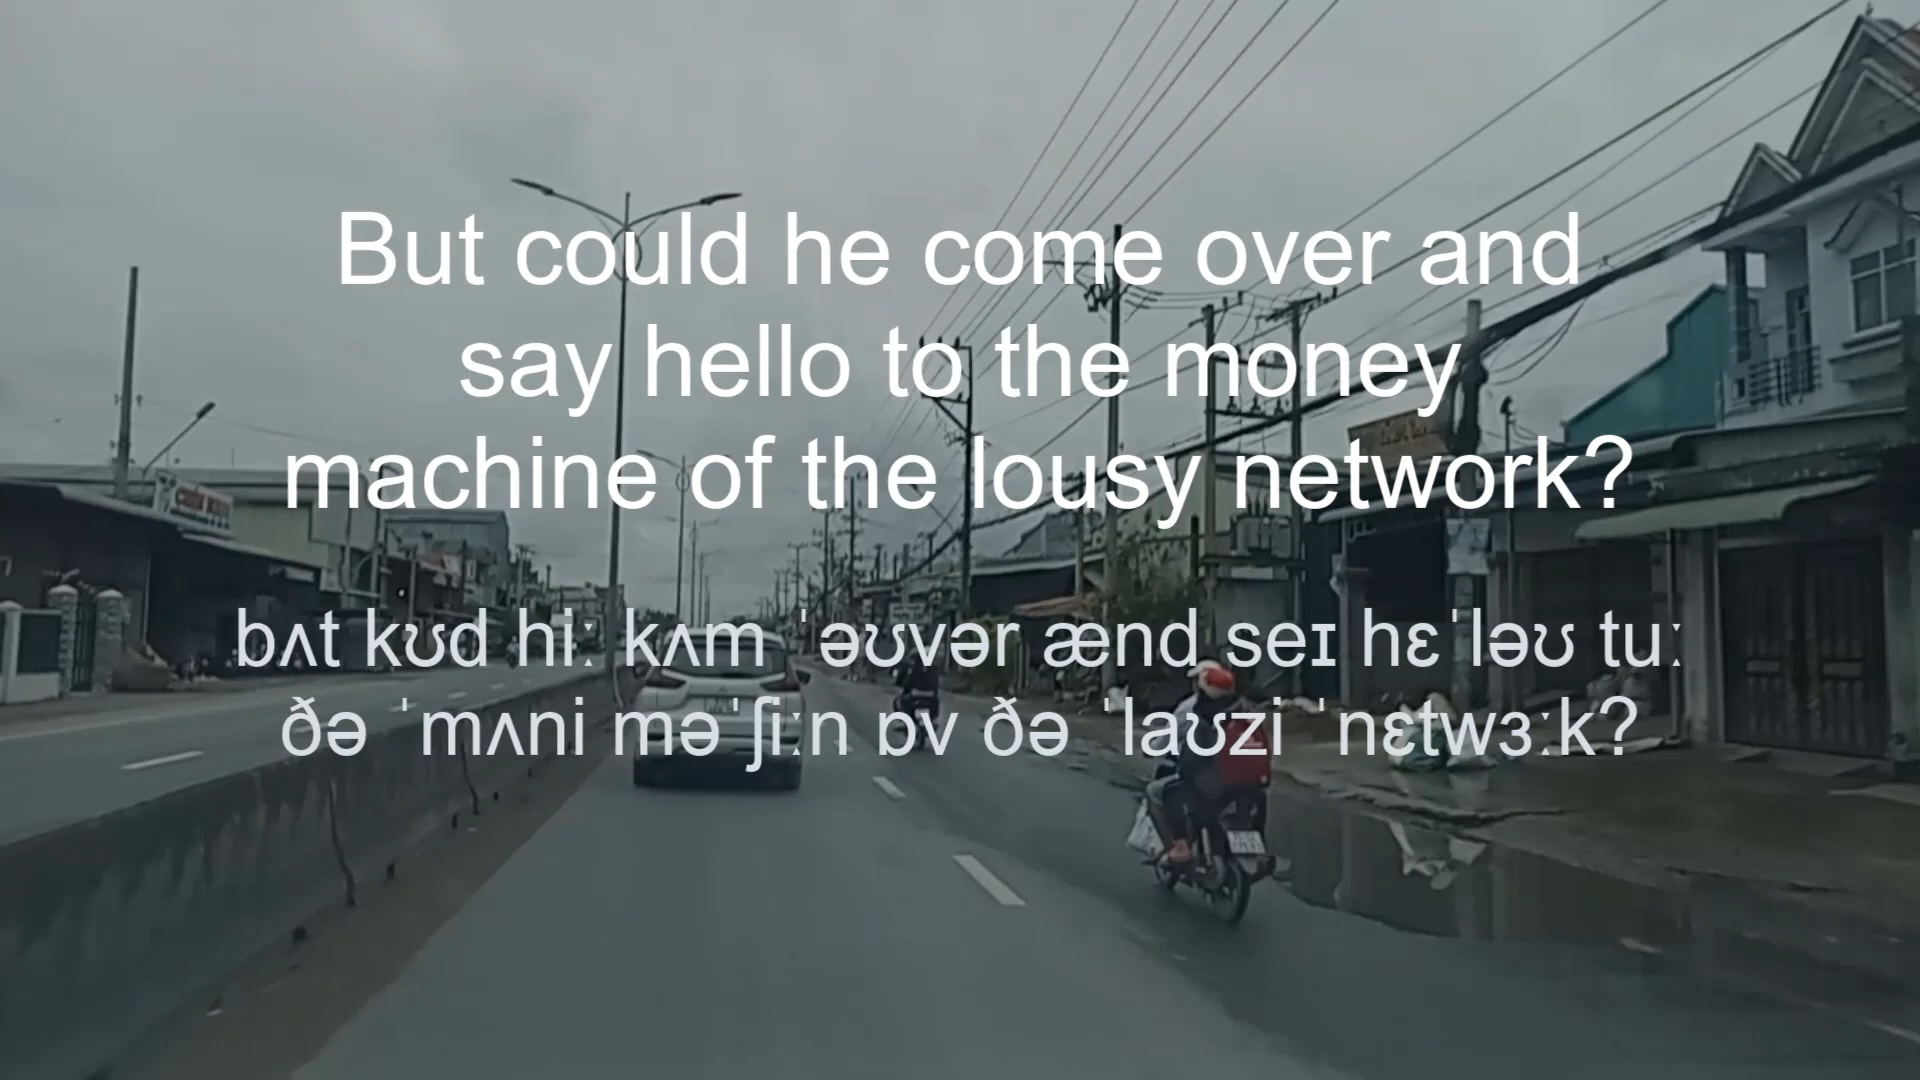 But could he come over and
say hello to the money
machine of the lousy network?
bʌt kʊd hiː kʌm ˈəʊvər ænd seɪ hɛˈləʊ tuː
ðə ˈmʌni məˈʃiːn ɒv ðə ˈlaʊzi ˈnɛtwɜːk?